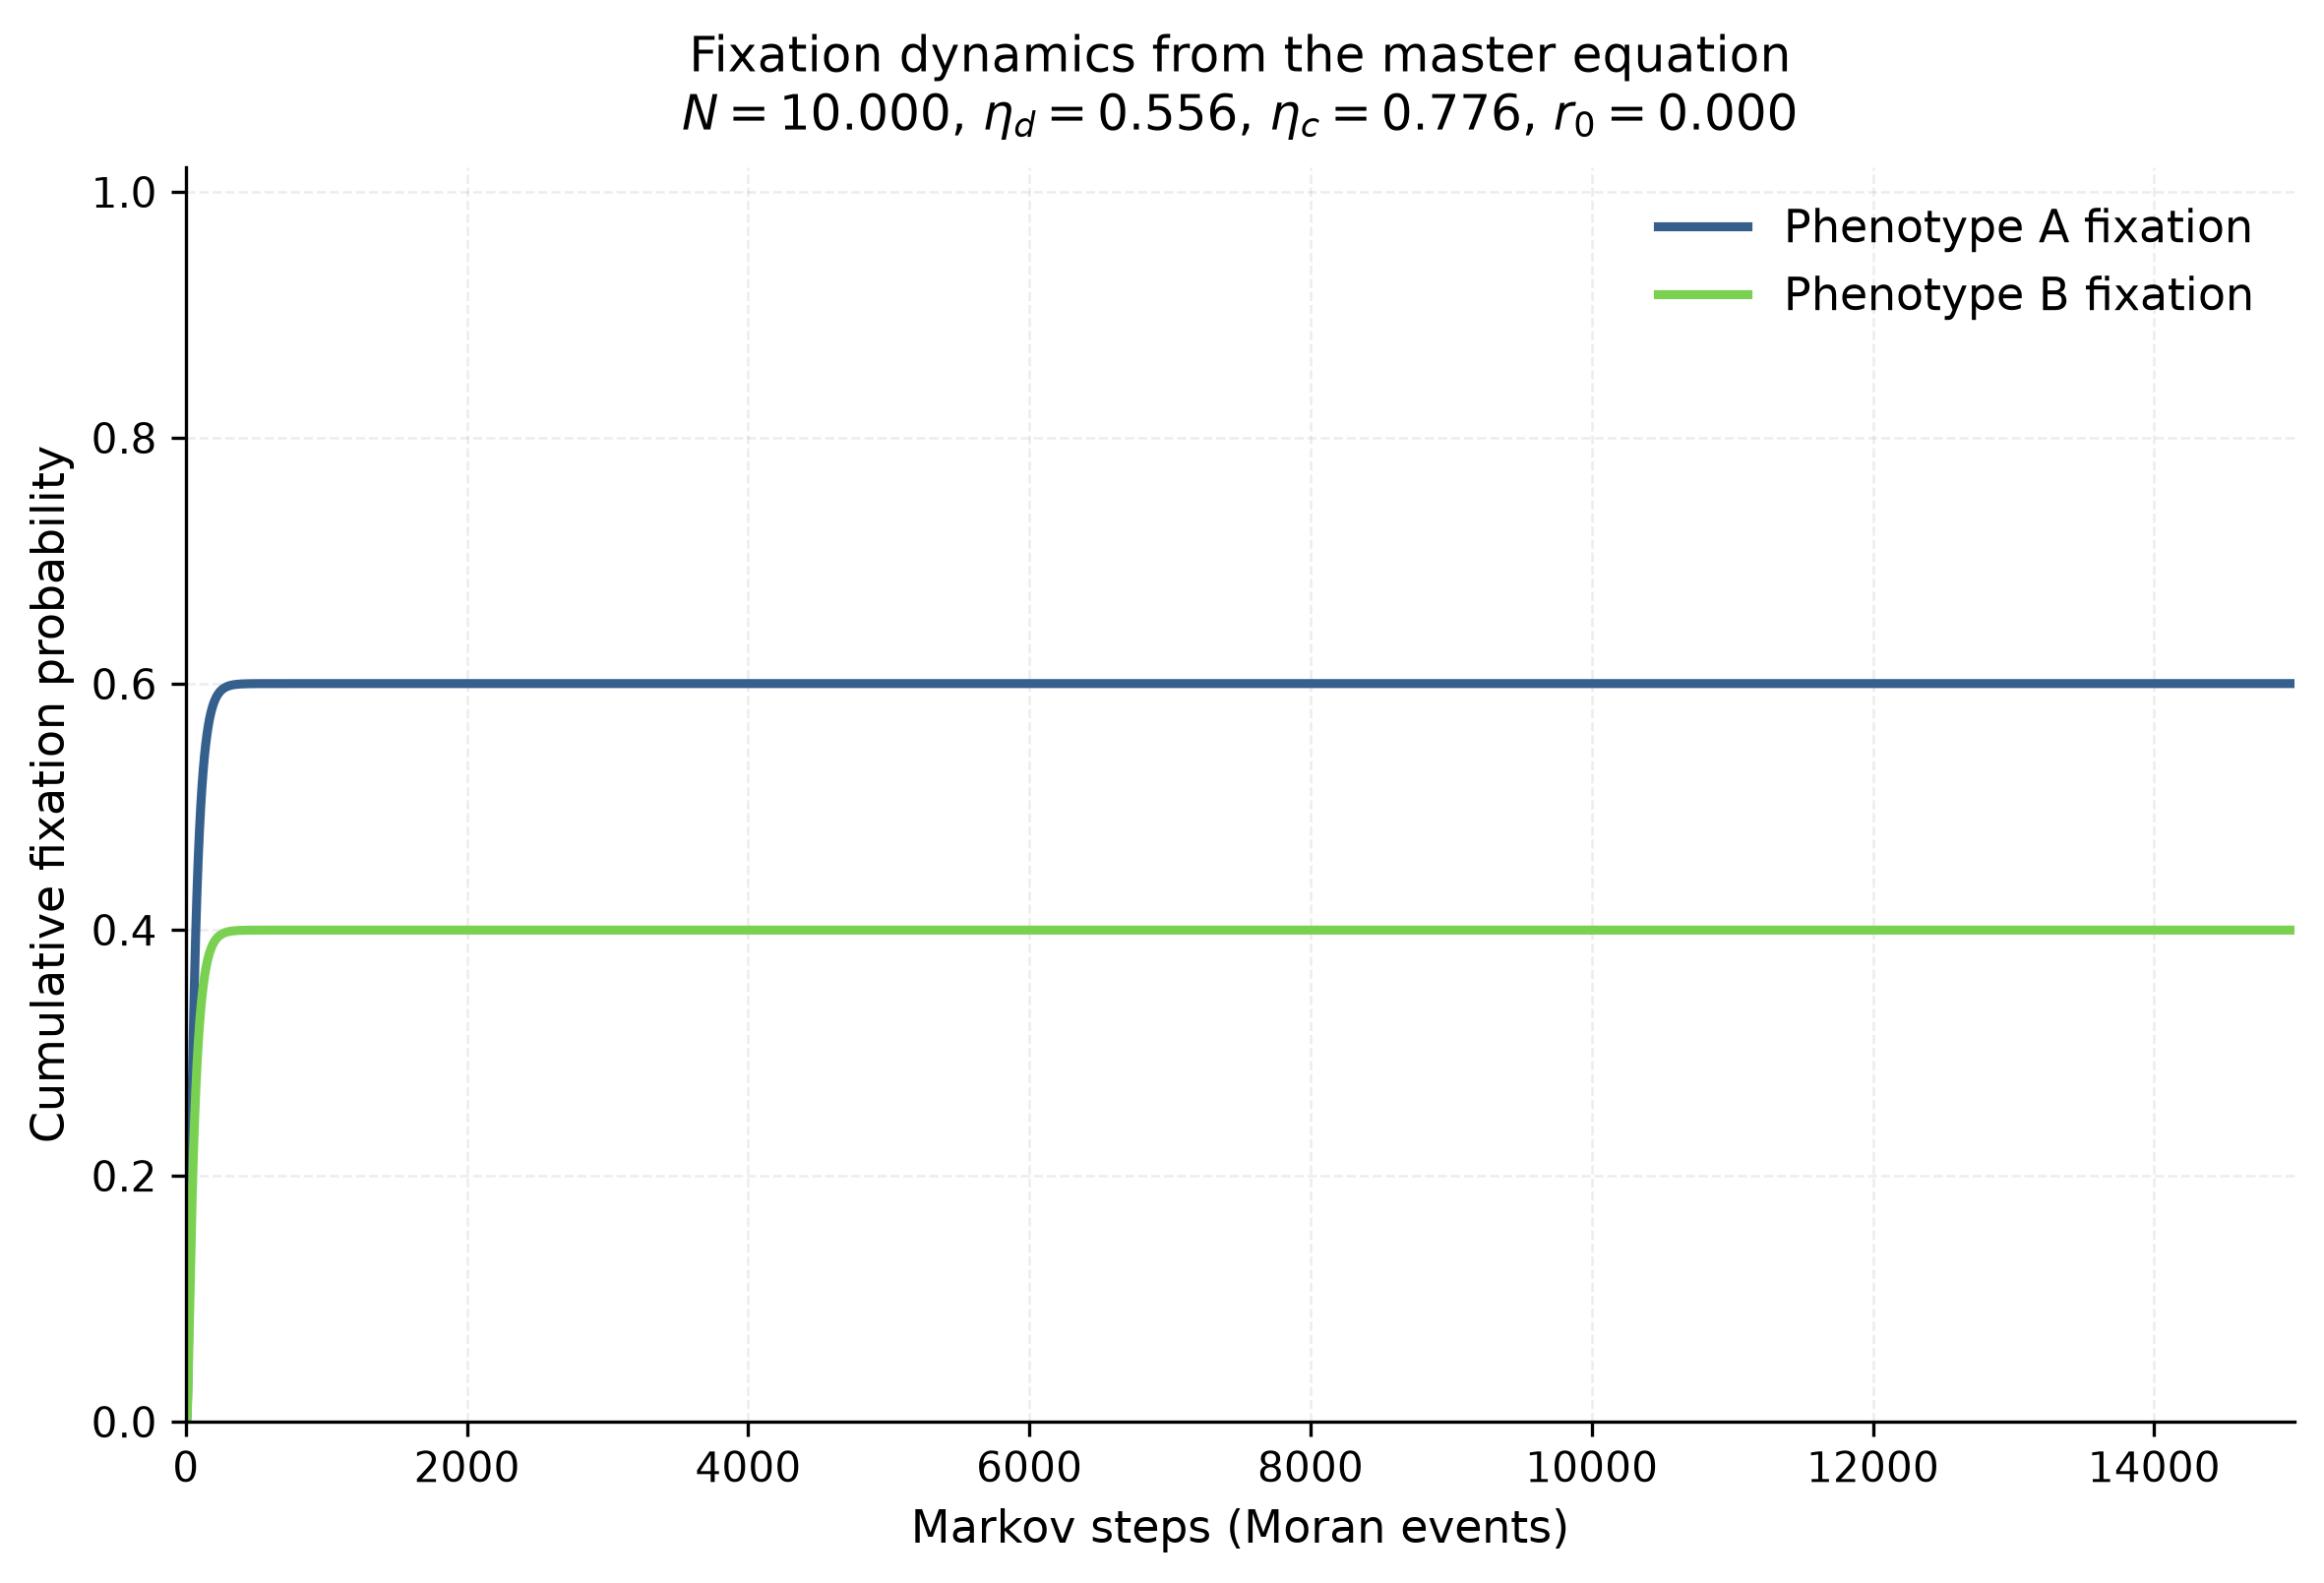 Fixation dynamics from the master equation
N = 10.000, η_d = 0.556, η_c = 0.776, r_0 = 0.000
Cumulative fixation probability
1.0
0.8
0.6
0.4
0.2
0.0
Phenotype A fixation
Phenotype B fixation
0 2000 4000 6000 8000 10000 12000 14000
Markov steps (Moran events)